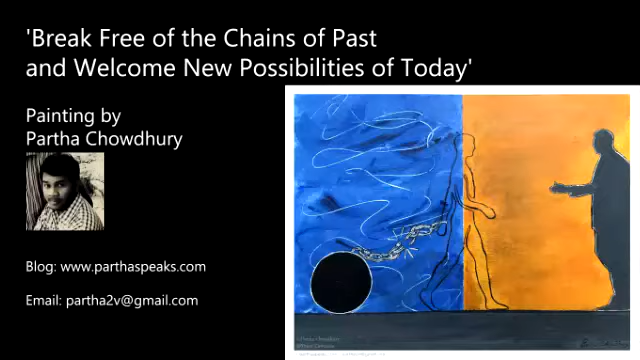 'Break Free of the Chains of Past
and Welcome New Possibilities of Today'
Painting by
Partha Chowdhury
Blog: www.parthaspeaks.com
Email: partha2v@gmail.com